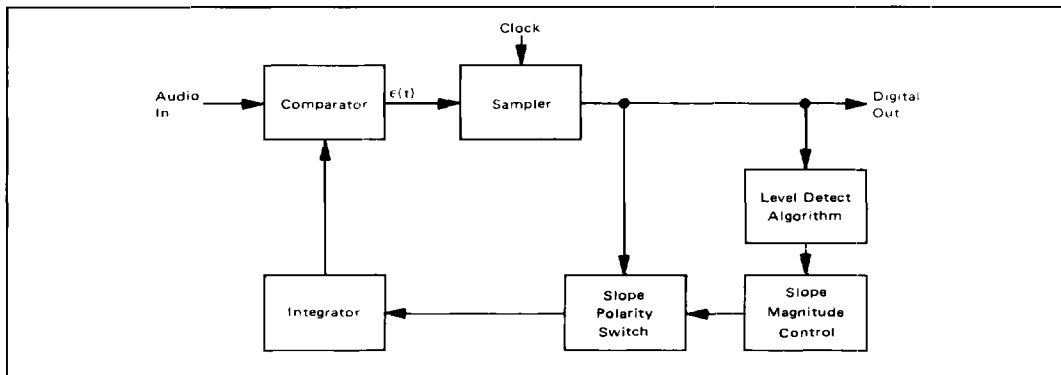 Clock
Audio
In
Comparator
ϵ(t)
Sampler
Digital
Out
Level Detect
Algorithm
Integrator
Slope
Polarity
Switch
Slope
Magnitude
Control